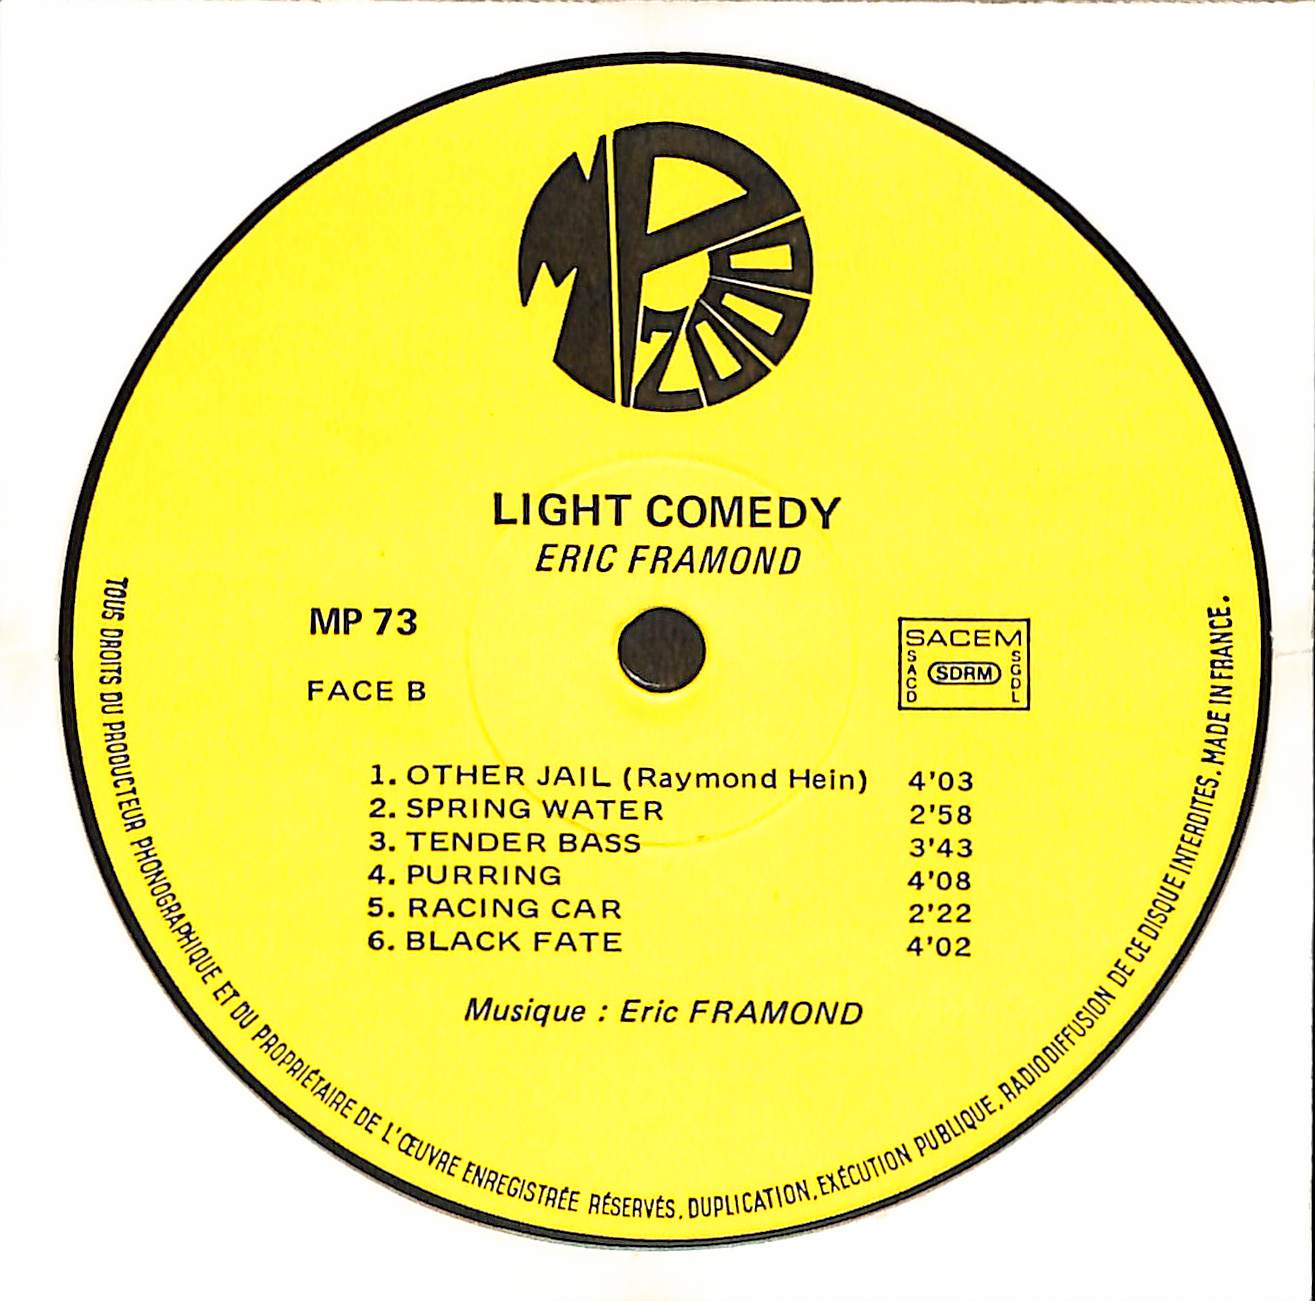 MP 2000
LIGHT COMEDY
ERIC FRAMOND
MP 73
FACE B
SACEM
SACD
SDRM
SGDL
1. OTHER JAIL (Raymond Hein) 4'03
2. SPRING WATER 2'58
3. TENDER BASS 3'43
4. PURRING 4'08
5. RACING CAR 2'22
6. BLACK FATE 4'02
Musique : Eric FRAMOND
TOUS DROITS DU PRODUCTEUR PHONOGRAPHIQUE ET DU PROPRIÉTAIRE DE L'ŒUVRE ENREGISTRÉE RÉSERVÉS. DUPLICATION, EXÉCUTION PUBLIQUE, RADIODIFFUSION DE CE DISQUE INTERDITES. MADE IN FRANCE.